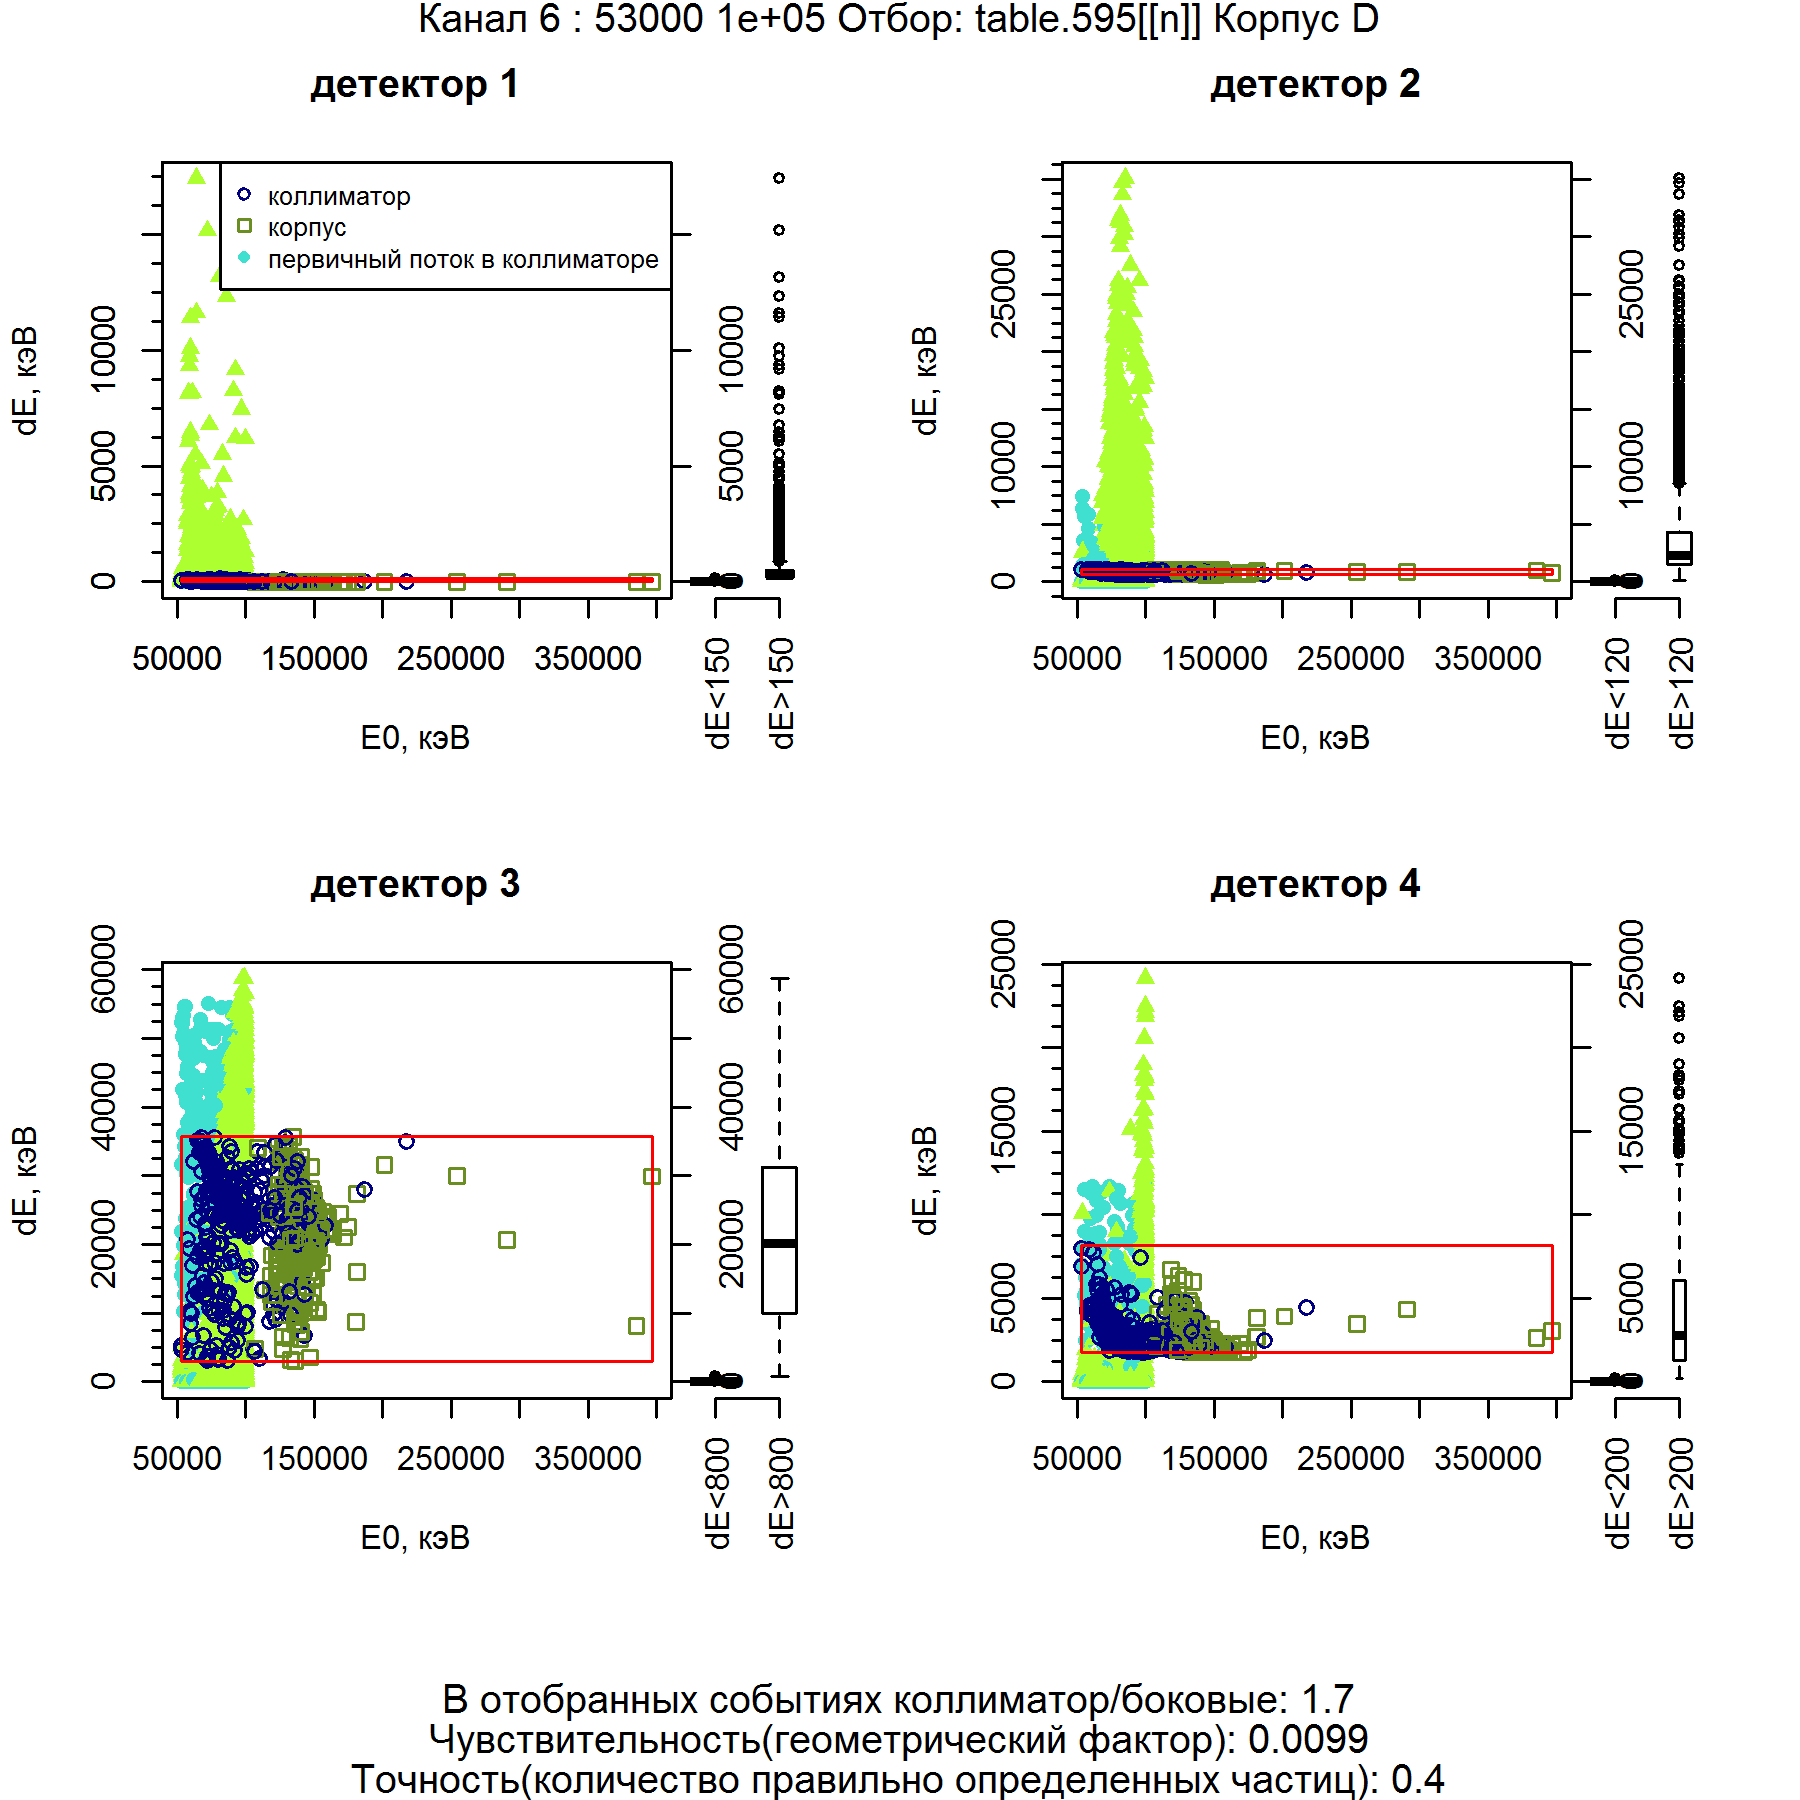 Канал 6 : 53000 1e+05 Отбор: table.595[[n]] Корпус D
детектор 1
dE, кэВ
0 5000 10000
коллиматор
корпус
первичный поток в коллиматоре
50000 150000 250000 350000
E0, кэВ
0 5000 10000
dE<150
dE>150
детектор 2
dE, кэВ
0 10000 25000
50000 150000 250000 350000
E0, кэВ
0 10000 25000
dE<120
dE>120
детектор 3
dE, кэВ
0 20000 40000 60000
50000 150000 250000 350000
E0, кэВ
0 20000 40000 60000
dE<800
dE>800
детектор 4
dE, кэВ
0 5000 15000 25000
50000 150000 250000 350000
E0, кэВ
0 5000 15000 25000
dE<200
dE>200
В отобранных событиях коллиматор/боковые: 1.7
Чувствительность(геометрический фактор): 0.0099
Точность(количество правильно определенных частиц): 0.4